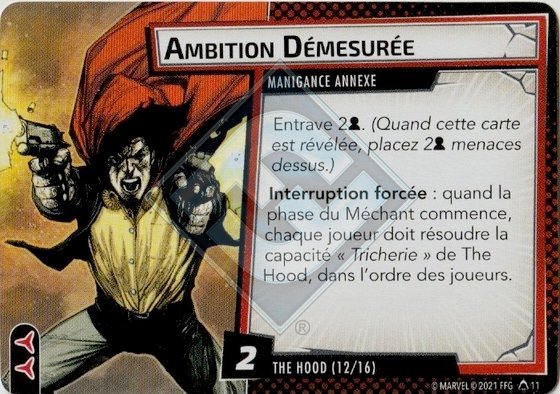 AMBITION DÉMESURÉE
MANIGANCE ANNEXE
Entrave 2. (Quand cette carte
est révélée, placez 2 menaces
dessus.)
Interruption forcée : quand la
phase du Méchant commence,
chaque joueur doit résoudre la
capacité « Tricherie » de The
Hood, dans l'ordre des joueurs.
®
2
THE HOOD (12/16)
© MARVEL © 2021 FFG 11